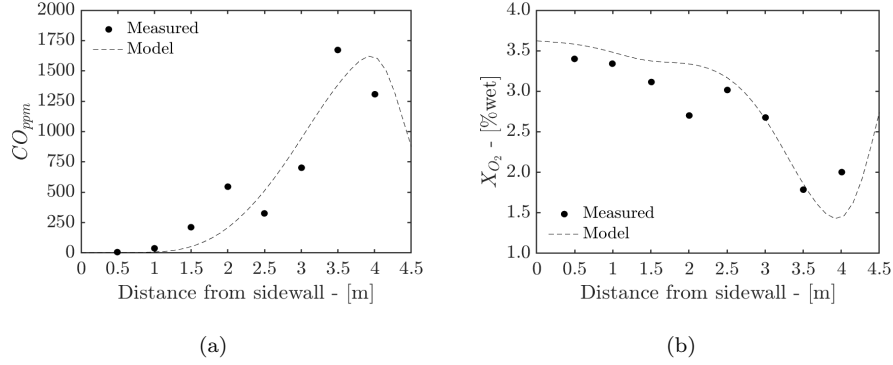 2000
1750
1500
1250
1000
750
500
250
0
CO_ppm
Measured
Model
0 0.5 1 1.5 2 2.5 3 3.5 4 4.5
Distance from sidewall - [m]
(a)
4.0
3.5
3.0
2.5
2.0
1.5
1.0
X_O2 - [%wet]
Measured
Model
0 0.5 1 1.5 2 2.5 3 3.5 4 4.5
Distance from sidewall - [m]
(b)